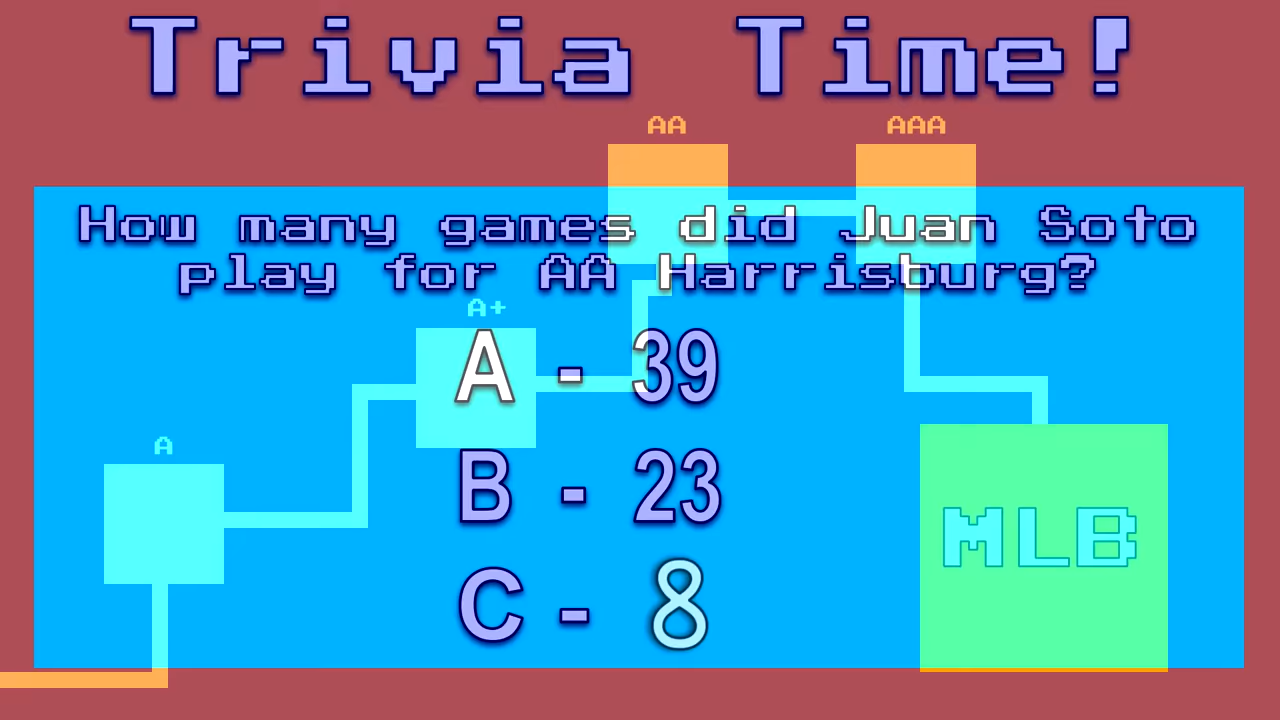 Trivia Time!
AA AAA
How many games did Juan Soto
play for AA Harrisburg?
A+
A - 39
A
B - 23
MLB
C - 8